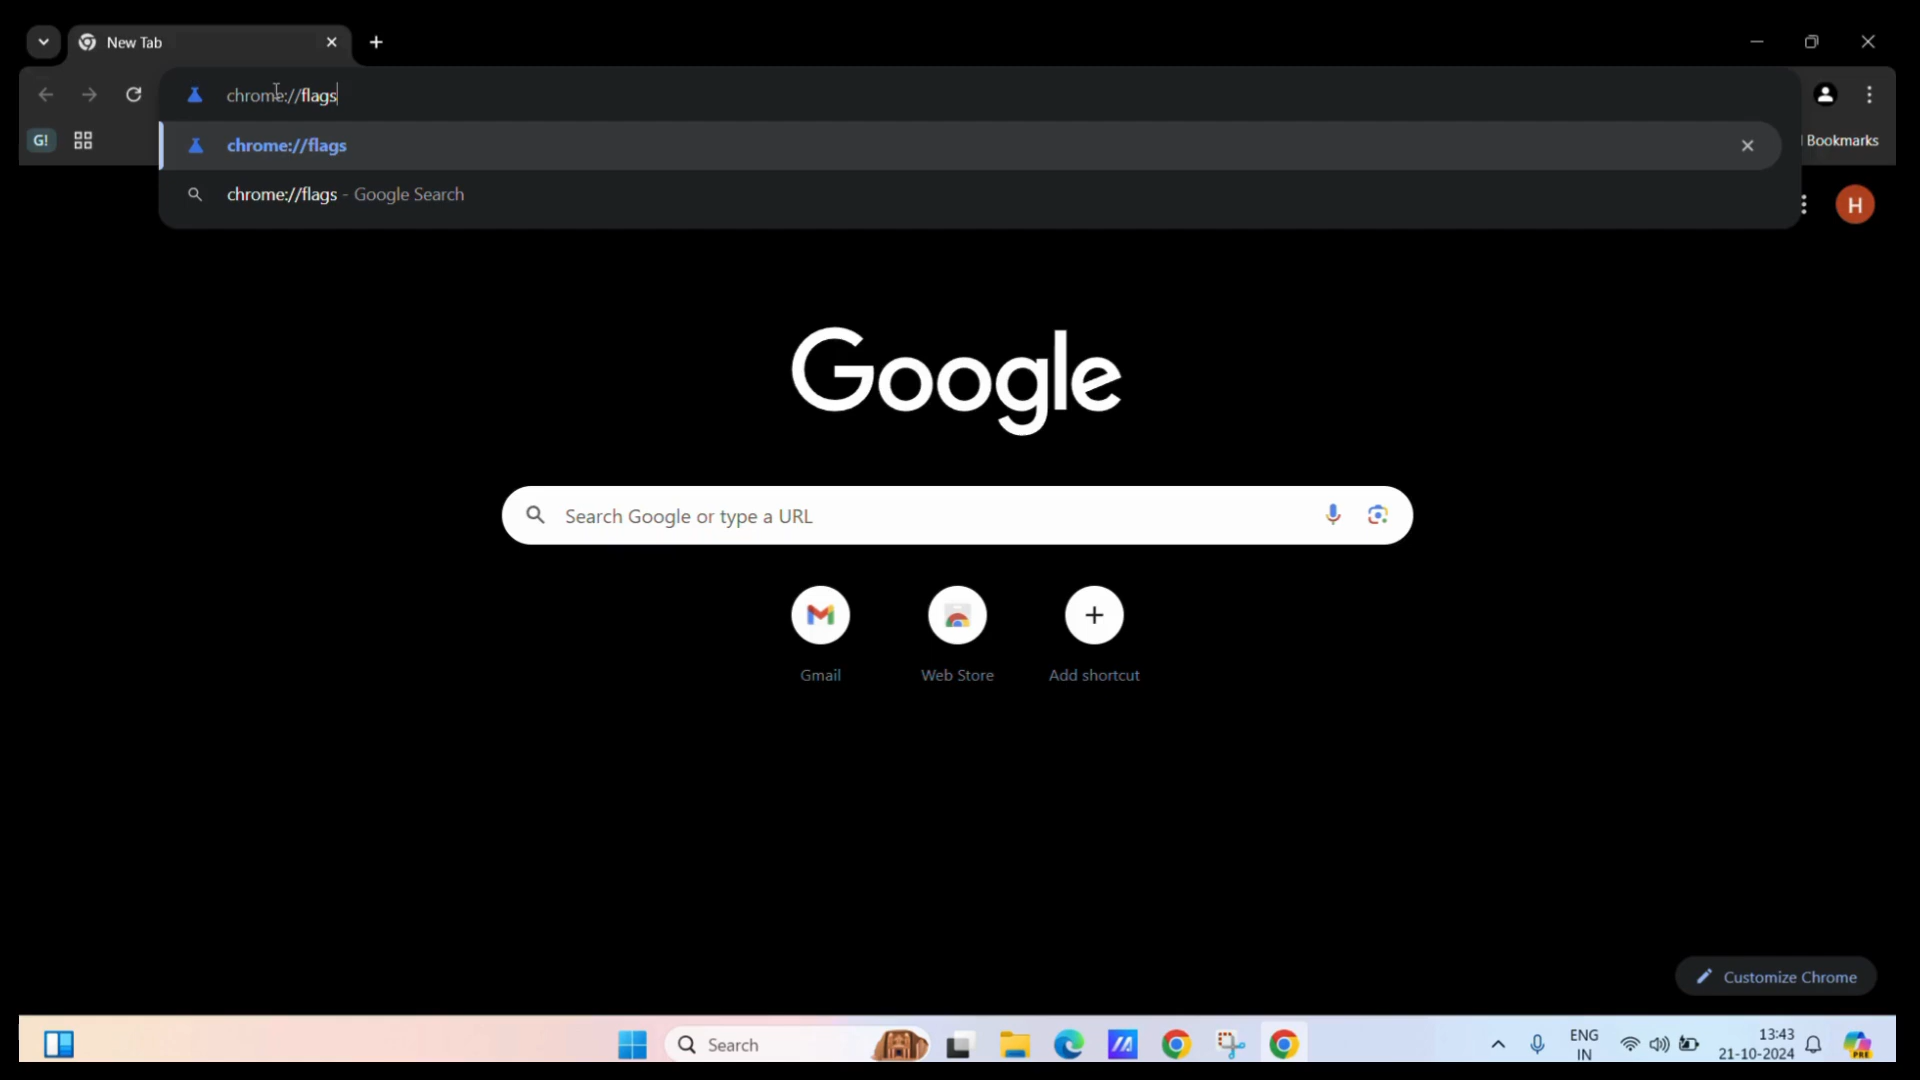 New Tab
chrome://flags
G!
chrome://flags
Bookmarks
chrome://flags - Google Search
H
Google
Search Google or type a URL
Gmail
Web Store
Add shortcut
Customize Chrome
Search
ENG
IN
13:43
21-10-2024
PRE